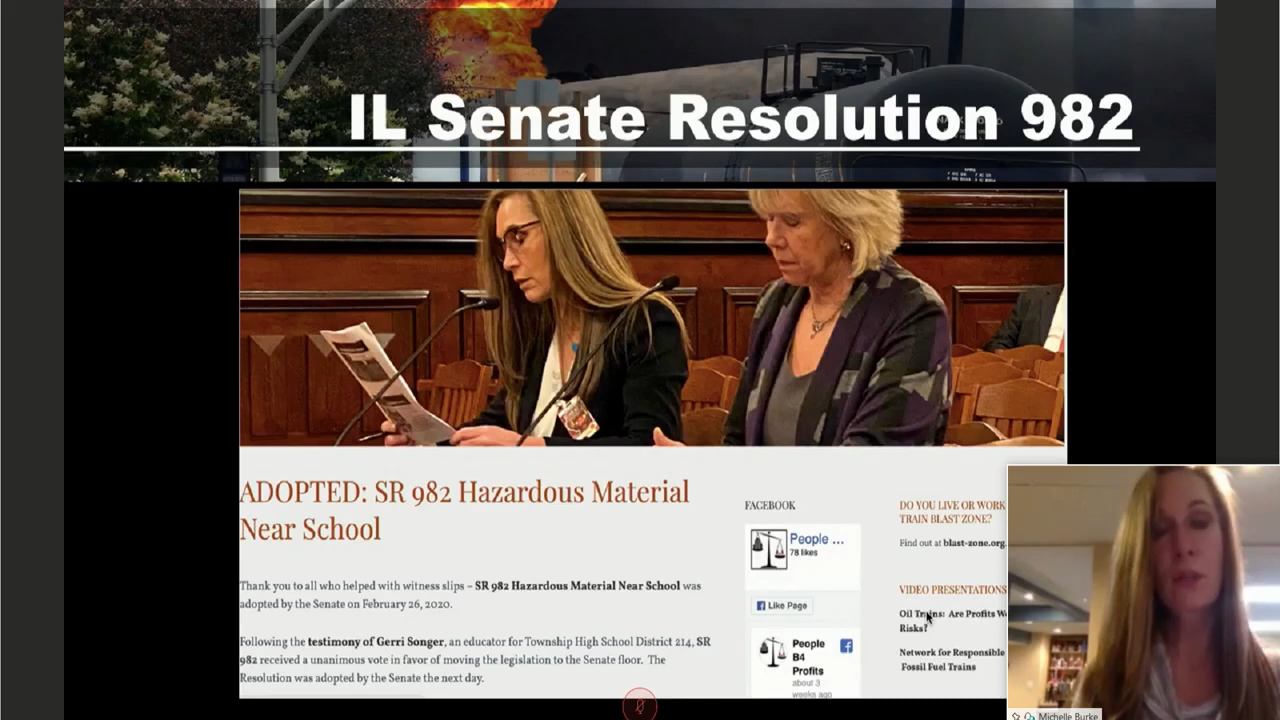 IL Senate Resolution 982
ADOPTED: SR 982 Hazardous Material
Near School
Thank you to all who helped with witness slips – SR 982 Hazardous Material Near School was
adopted by the Senate on February 26, 2020.
Following the testimony of Gerri Songer, an educator for Township High School District 214, SR
982 received a unanimous vote in favor of moving the legislation to the Senate floor. The
Resolution was adopted by the Senate the next day.
FACEBOOK
People ...
78 likes
Like Page
People
B4
Profits
about 3
weeks ago
DO YOU LIVE OR WORK
TRAIN BLAST ZONE?
Find out at blast-zone.org.
VIDEO PRESENTATIONS
Oil Trains: Are Profits W
Risks?
Network for Responsible
Fossil Fuel Trains
Michelle Burke